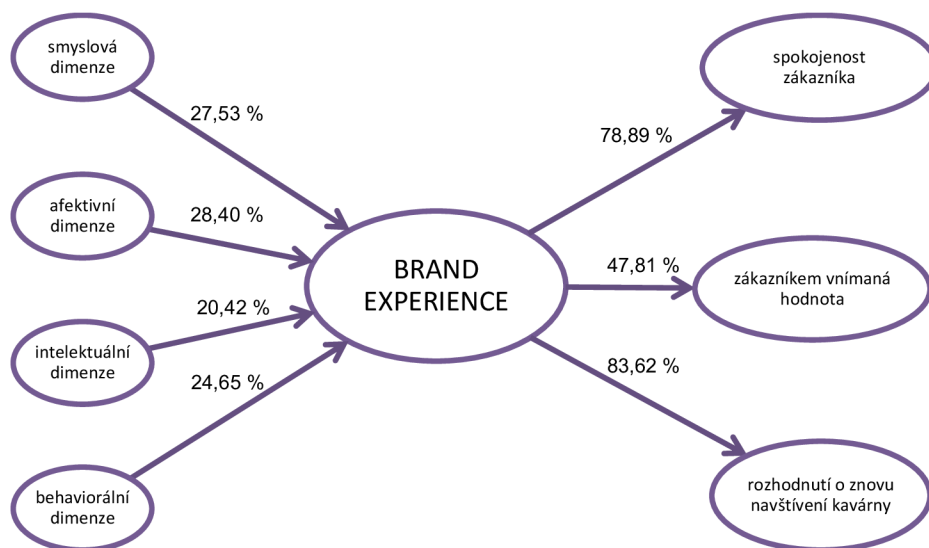 smyslová
dimenze
27,53 %
afektivní
dimenze
28,40 %
intelektuální
dimenze
20,42 %
behaviorální
dimenze
24,65 %
BRAND
EXPERIENCE
78,89 %
spokojenost
zákazníka
47,81 %
zákazníkem vnímaná
hodnota
83,62 %
rozhodnutí o znovu
navštívení kavárny